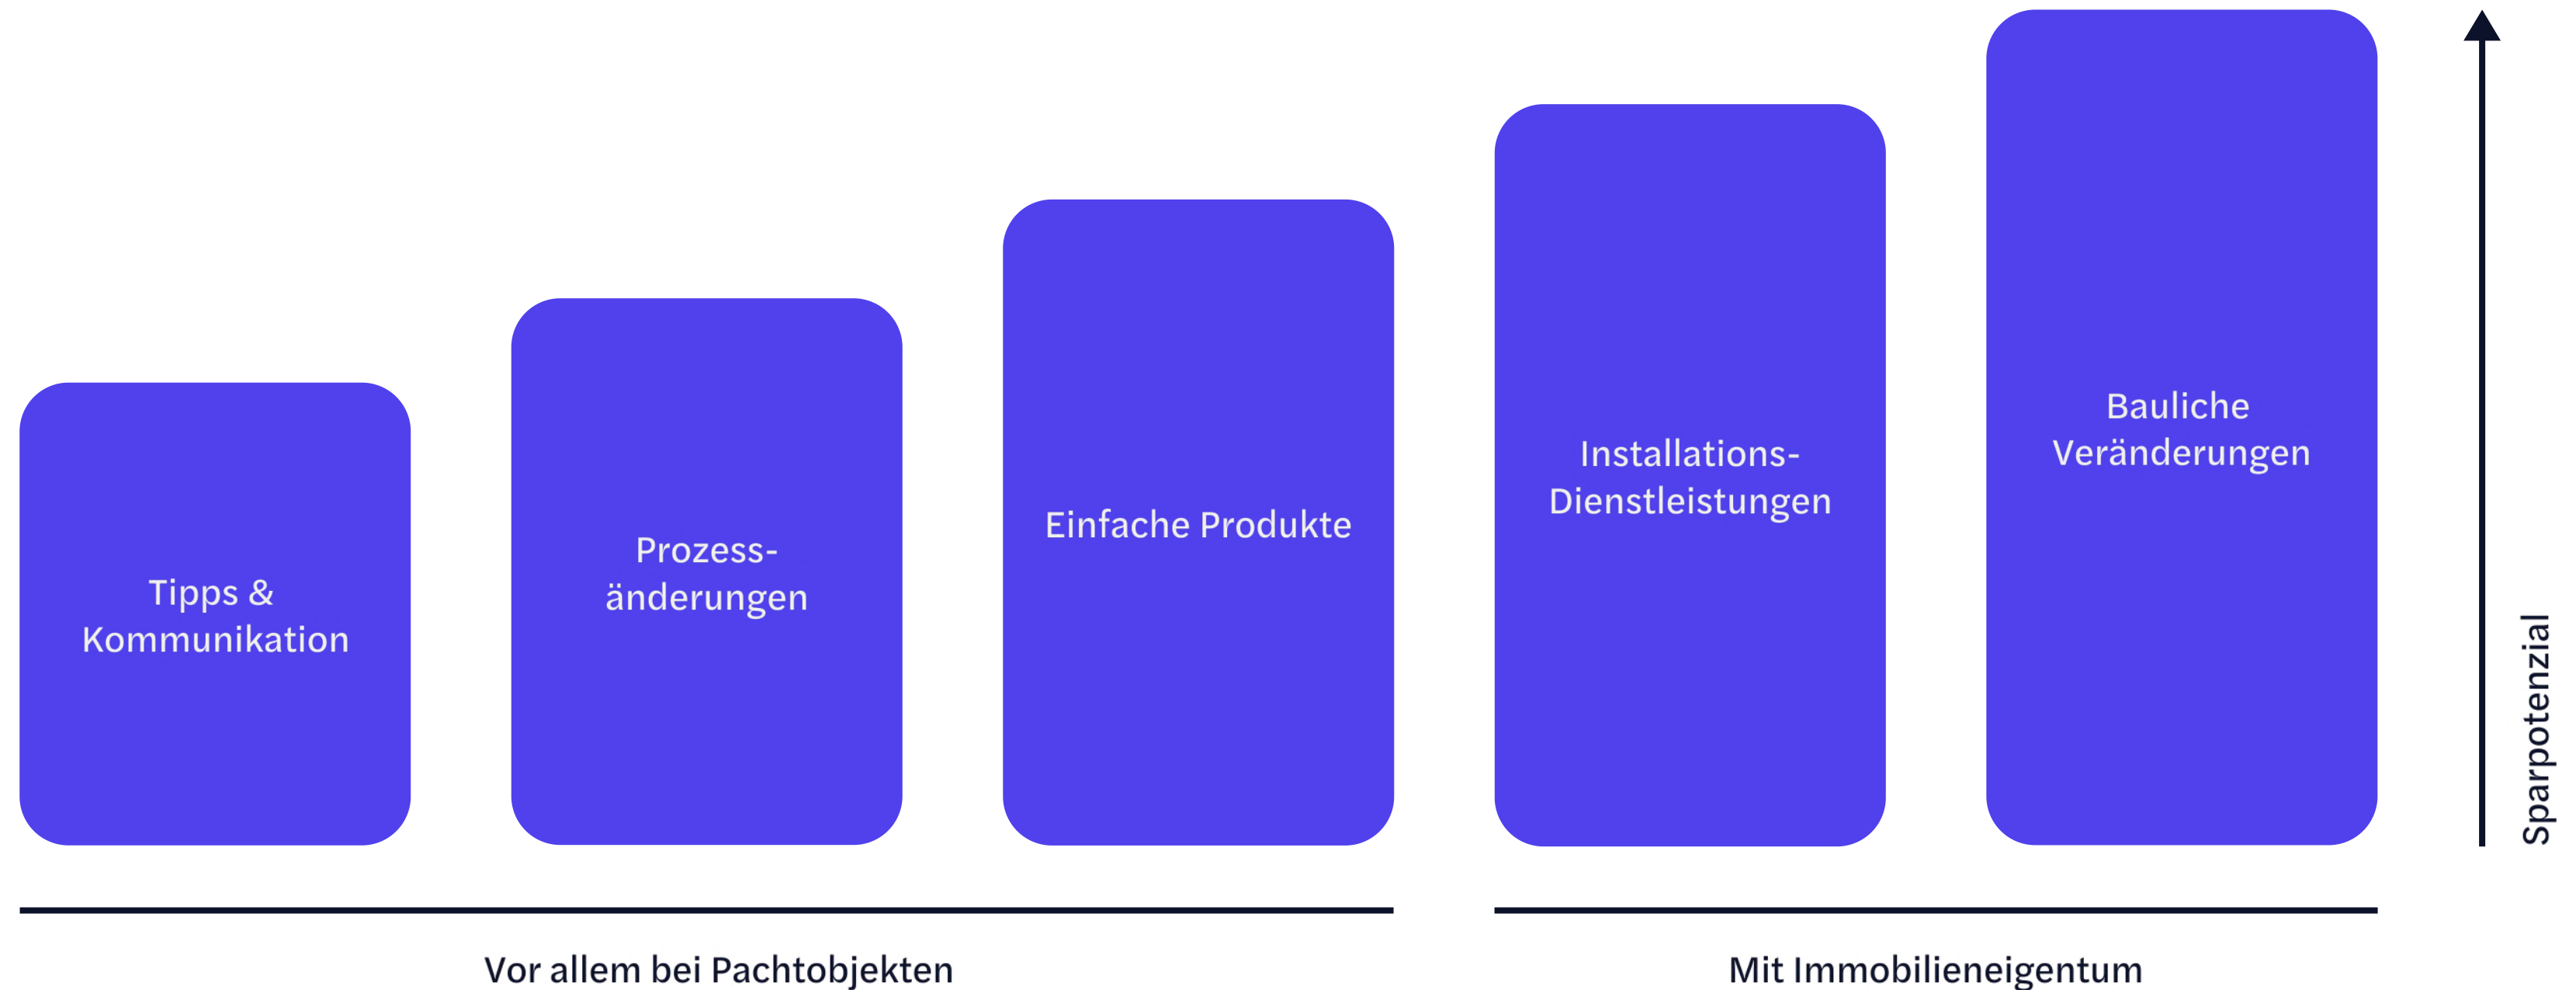 Tipps &
Kommunikation
Prozess-
änderungen
Einfache Produkte
Installations-
Dienstleistungen
Bauliche
Veränderungen
Sparpotenzial
Vor allem bei Pachtobjekten
Mit Immobilieneigentum